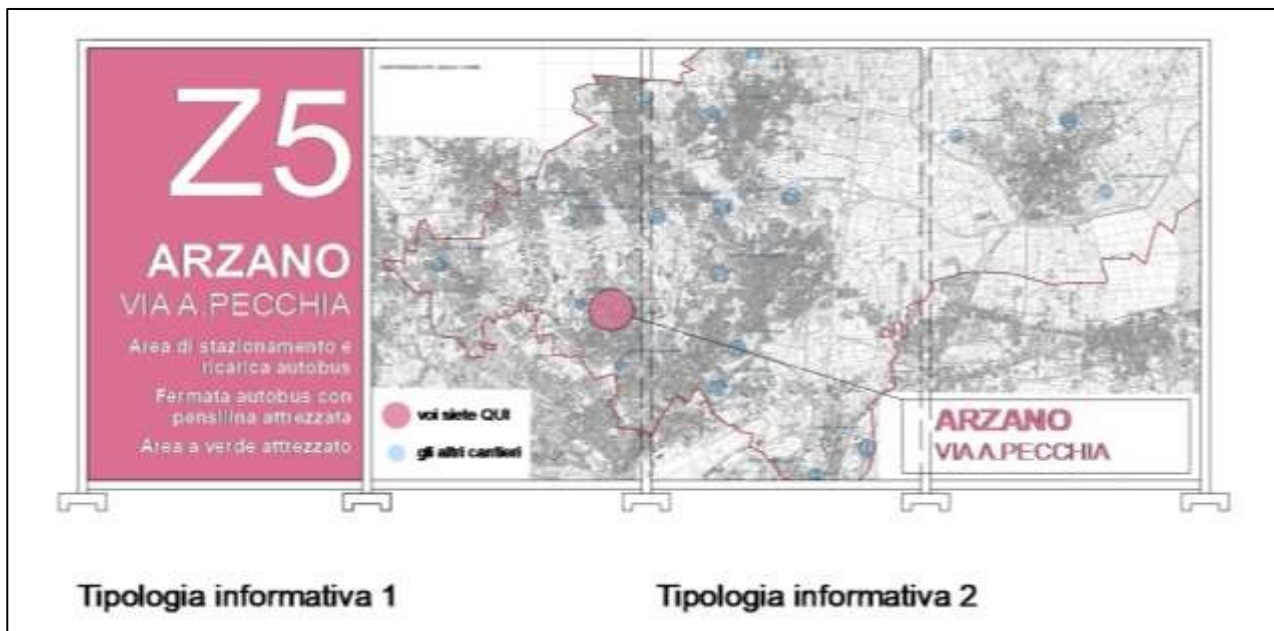 Z5
ARZANO
VIA A.PECCHIA
Area di stazionamento e
ricarica autobus
Fermata autobus con
pensilina attrezzata
Area a verde attrezzato
voi siete QUI
gli altri cantieri
ARZANO
VIA A.PECCHIA
Tipologia informativa 1
Tipologia informativa 2